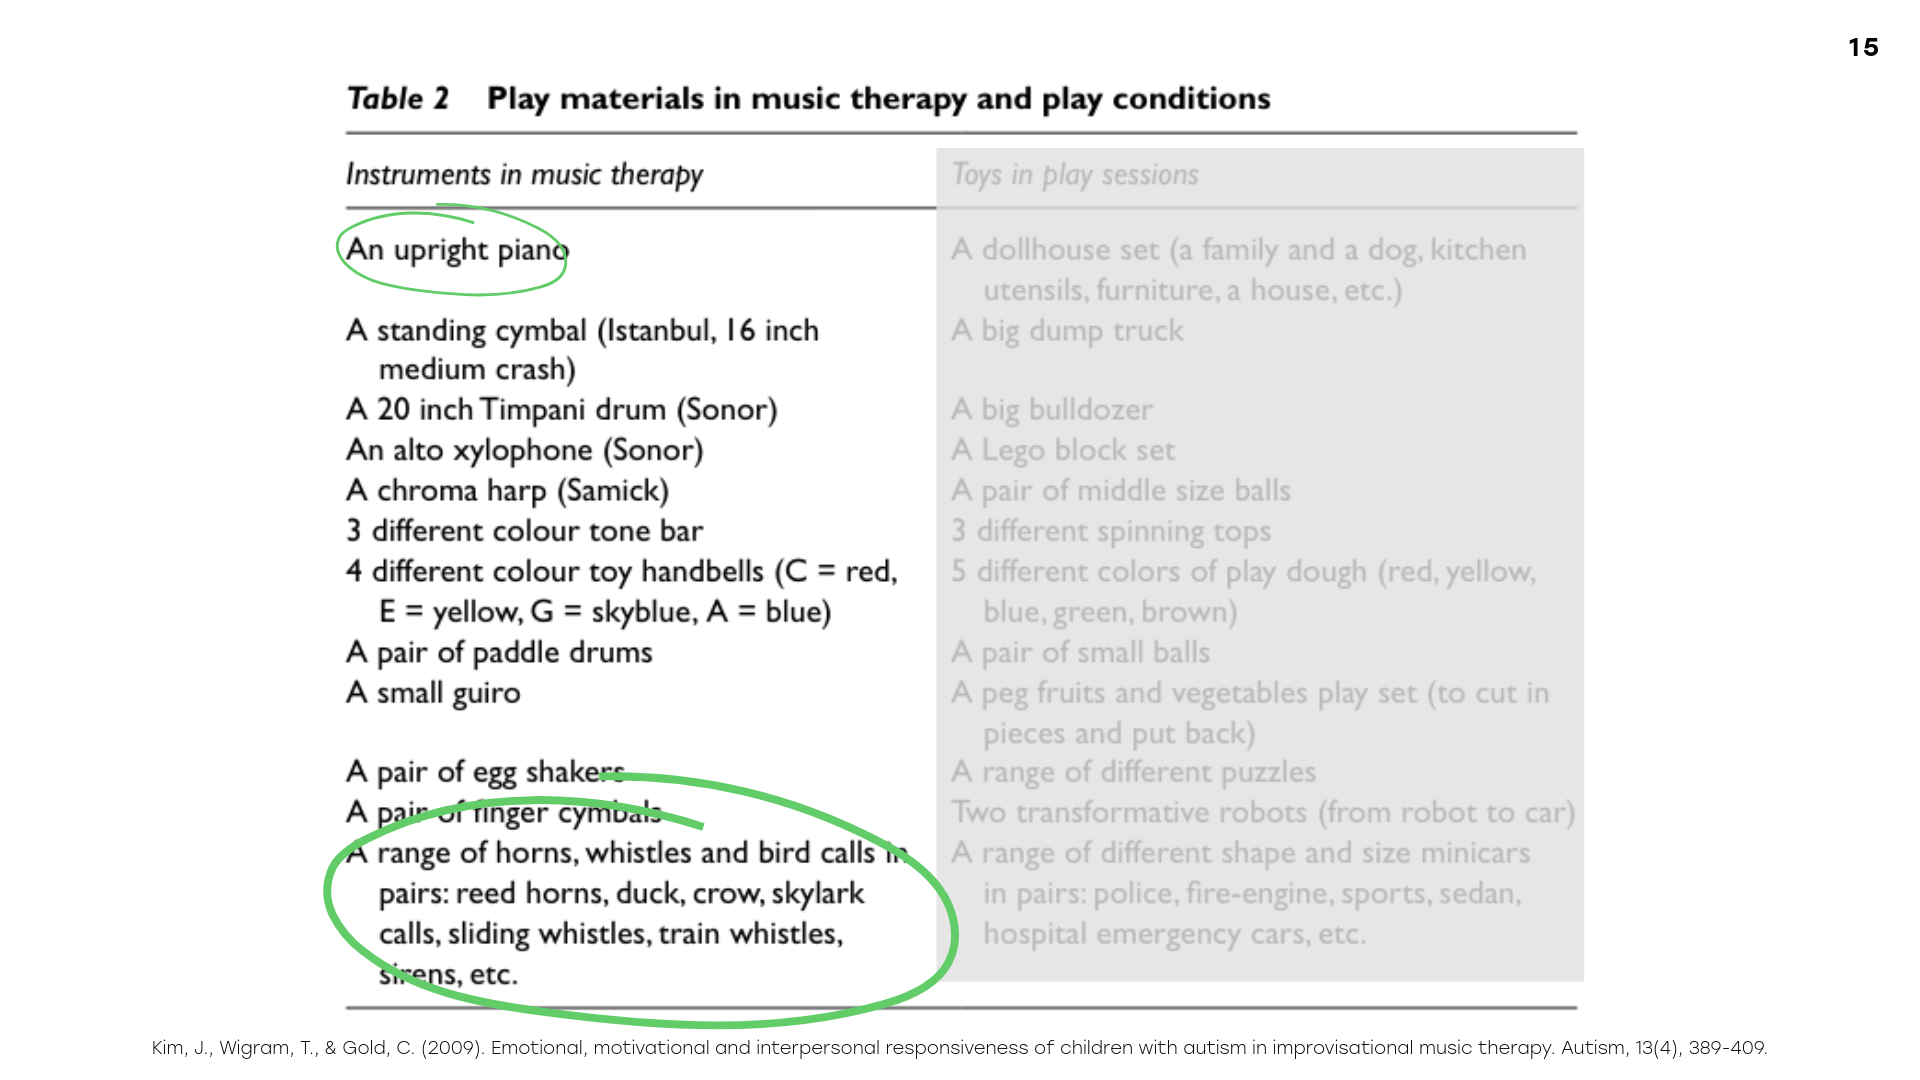 15
Table 2 Play materials in music therapy and play conditions
Instruments in music therapy Toys in play sessions
An upright piano A dollhouse set (a family and a dog, kitchen
utensils, furniture, a house, etc.)
A standing cymbal (Istanbul, 16 inch A big dump truck
medium crash)
A 20 inch Timpani drum (Sonor) A big bulldozer
An alto xylophone (Sonor) A Lego block set
A chroma harp (Samick) A pair of middle size balls
3 different colour tone bar 3 different spinning tops
4 different colour toy handbells (C = red, 5 different colors of play dough (red, yellow,
E = yellow, G = skyblue, A = blue) blue, green, brown)
A pair of paddle drums A pair of small balls
A small guiro A peg fruits and vegetables play set (to cut in
pieces and put back)
A pair of egg shakers A range of different puzzles
A pair of finger cymbals Two transformative robots (from robot to car)
A range of horns, whistles and bird calls in A range of different shape and size minicars
pairs: reed horns, duck, crow, skylark in pairs: police, fire-engine, sports, sedan,
calls, sliding whistles, train whistles, hospital emergency cars, etc.
sirens, etc.
Kim, J., Wigram, T., & Gold, C. (2009). Emotional, motivational and interpersonal responsiveness of children with autism in improvisational music therapy. Autism, 13(4), 389-409.